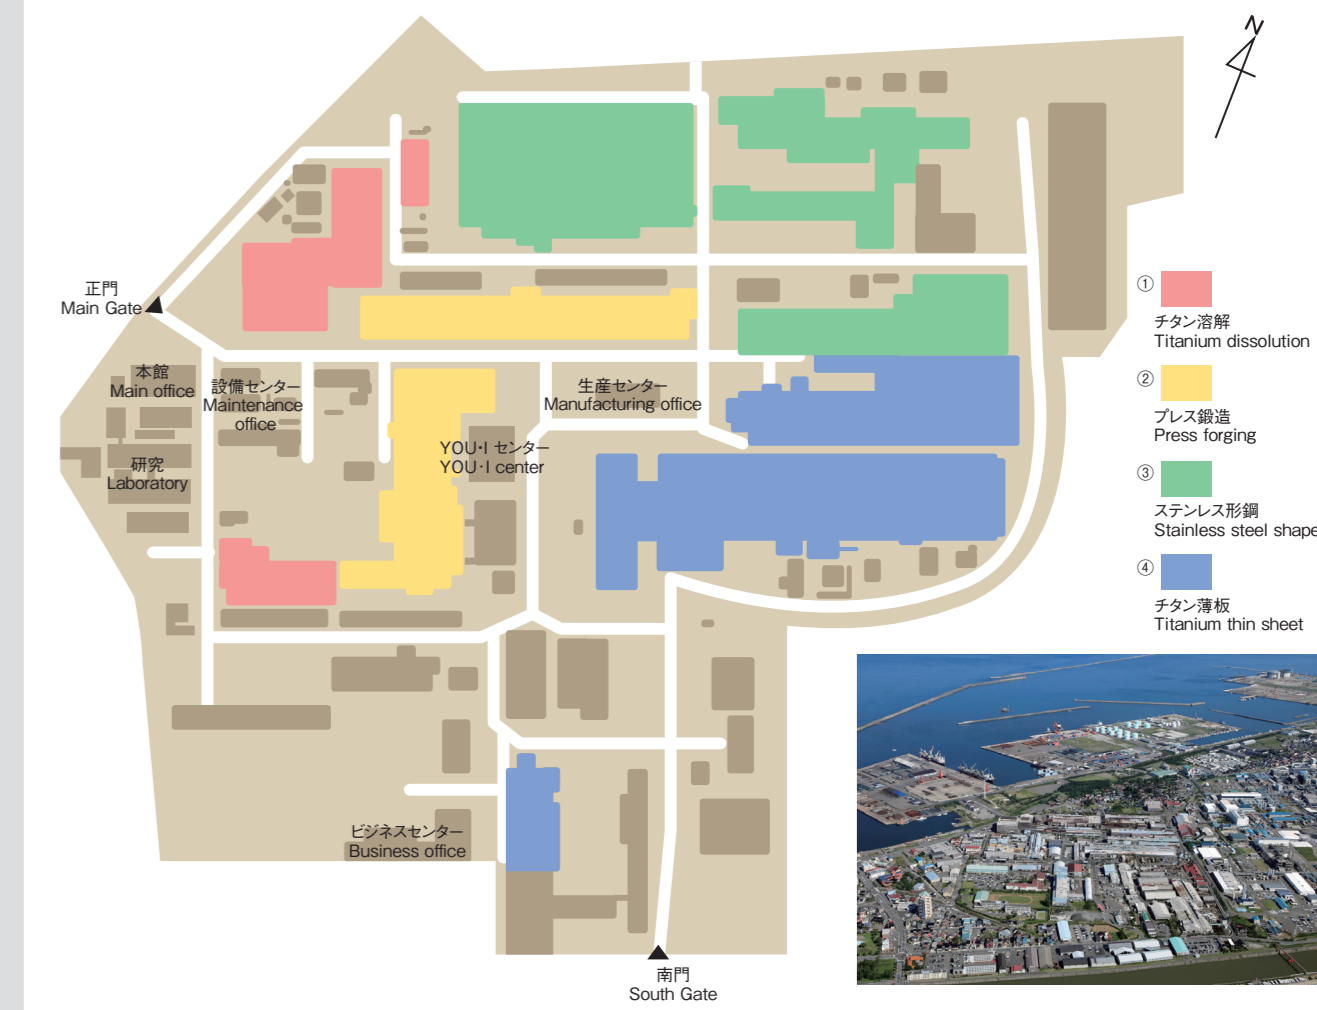 N
正門
Main Gate
本館
Main office
設備センター
Maintenance
office
研究
Laboratory
YOU・I センター
YOU・I center
生産センター
Manufacturing office
ビジネスセンター
Business office
南門
South Gate
①
チタン溶解
Titanium dissolution
②
プレス鍛造
Press forging
③
ステンレス形鋼
Stainless steel shape
④
チタン薄板
Titanium thin sheet